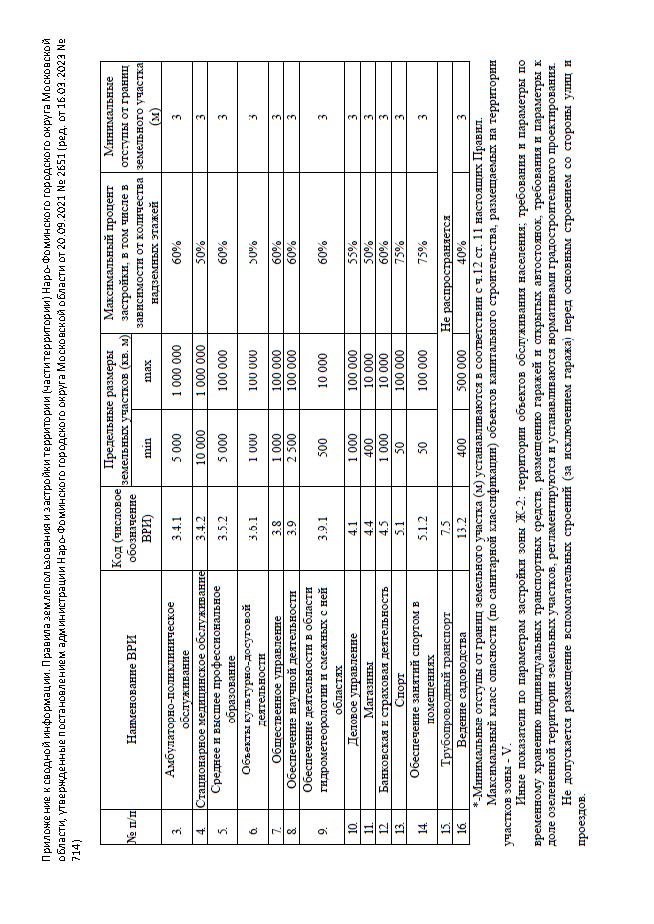 Приложение к сводной информации. Правила землепользования и застройки территории (части территории) Наро-Фоминского городского округа Московской
области, утвержденные постановлением администрации Наро-Фоминского городского округа Московской области от 20.09.2021 № 2651 (ред. от 16.03.2023 №
714)
№ п/п Наименование ВРИ Код (числовое обозначение ВРИ) Предельные размеры земельных участков (кв. м) min max Максимальный процент застройки, в том числе в зависимости от количества надземных этажей Минимальные отступы от границ земельного участка (м)
3. Амбулаторно-поликлиническое обслуживание 3.4.1 5 000 1 000 000 60% 3
4. Стационарное медицинское обслуживание 3.4.2 10 000 1 000 000 50% 3
5. Среднее и высшее профессиональное образование 3.5.2 5 000 100 000 60% 3
6. Объекты культурно-досуговой деятельности 3.6.1 1 000 100 000 50% 3
7. Общественное управление 3.8 1 000 100 000 60% 3
8. Обеспечение научной деятельности 3.9 2 500 100 000 60% 3
9. Обеспечение деятельности в области гидрометеорологии и смежных с ней областях 3.9.1 500 10 000 60% 3
10. Деловое управление 4.1 1 000 100 000 55% 3
11. Магазины 4.4 400 10 000 50% 3
12. Банковская и страховая деятельность 4.5 1 000 10 000 60% 3
13. Спорт 5.1 50 100 000 75% 3
14. Обеспечение занятий спортом в помещениях 5.1.2 50 100 000 75% 3
15. Трубопроводный транспорт 7.5 Не распространяется
16. Ведение садоводства 13.2 400 500 000 40% 3
*-Минимальные отступы от границ земельного участка (м) устанавливаются в соответствии с ч.12 ст. 11 настоящих Правил.
Максимальный класс опасности (по санитарной классификации) объектов капитального строительства, размещаемых на территории
участков зоны - V.
Иные показатели по параметрам застройки зоны Ж-2: территории объектов обслуживания населения; требования и параметры по
временному хранению индивидуальных транспортных средств, размещению гаражей и открытых автостоянок, требования и параметры к
доле озелененной территории земельных участков, регламентируются и устанавливаются нормативами градостроительного проектирования.
Не допускается размещение вспомогательных строений (за исключением гаража) перед основным строением со стороны улиц и
проездов.